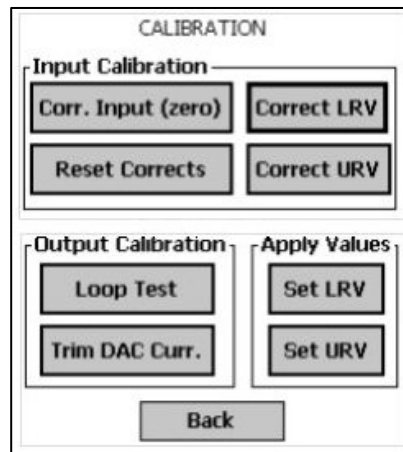 CALIBRATION
Input Calibration
Corr. Input (zero) Correct LRV
Reset Corrects Correct URV
Output Calibration Apply Values
Loop Test Set LRV
Trim DAC Curr. Set URV
Back